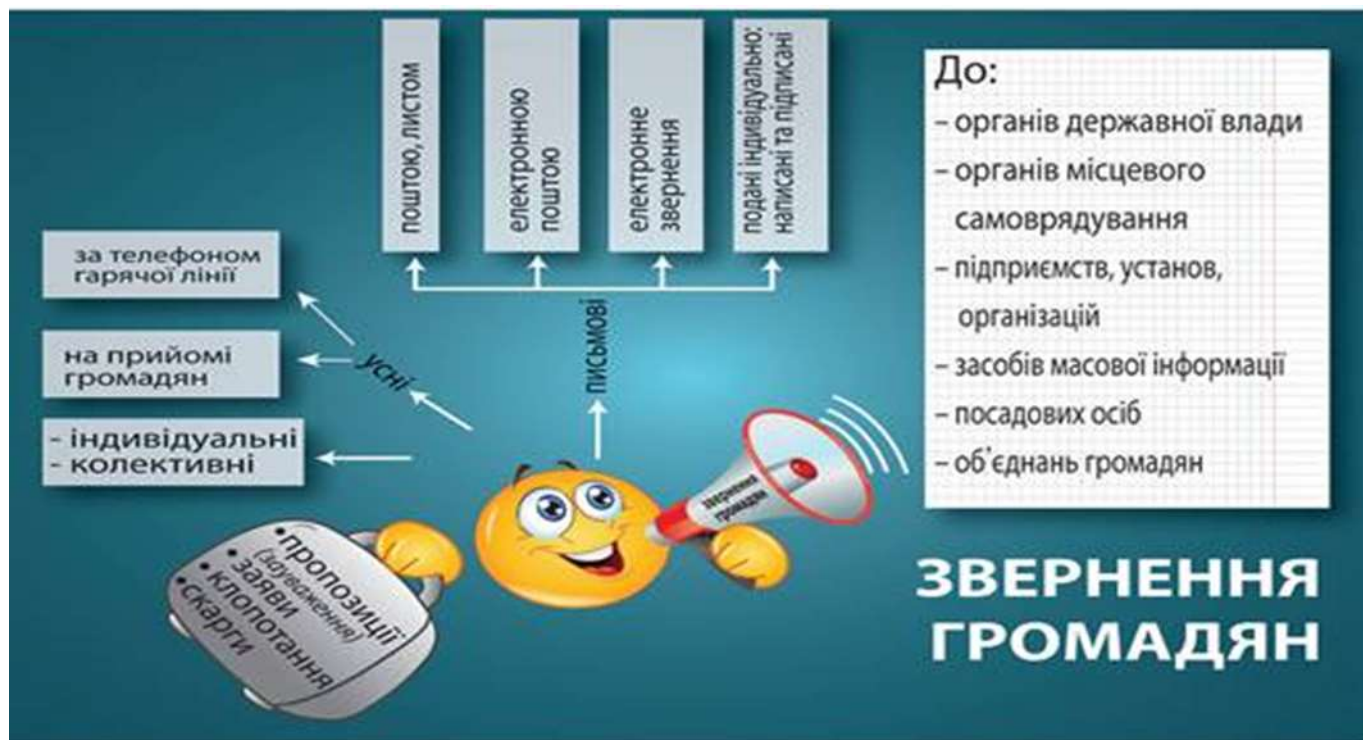 поштою, листом
електронною
поштою
електронне
звернення
подані індивідуально:
написані та підписані
До:
– органів державної влади
– органів місцевого
самоврядування
– підприємств, установ,
організацій
– засобів масової інформації
– посадових осіб
– об'єднань громадян
за телефоном
гарячої лінії
на прийомі
громадян
- індивідуальні
- колективні
усні
письмові
звернення
громадян
•пропозиції
(зауваження)
•заяви
•клопотання
•скарги
ЗВЕРНЕННЯ
ГРОМАДЯН